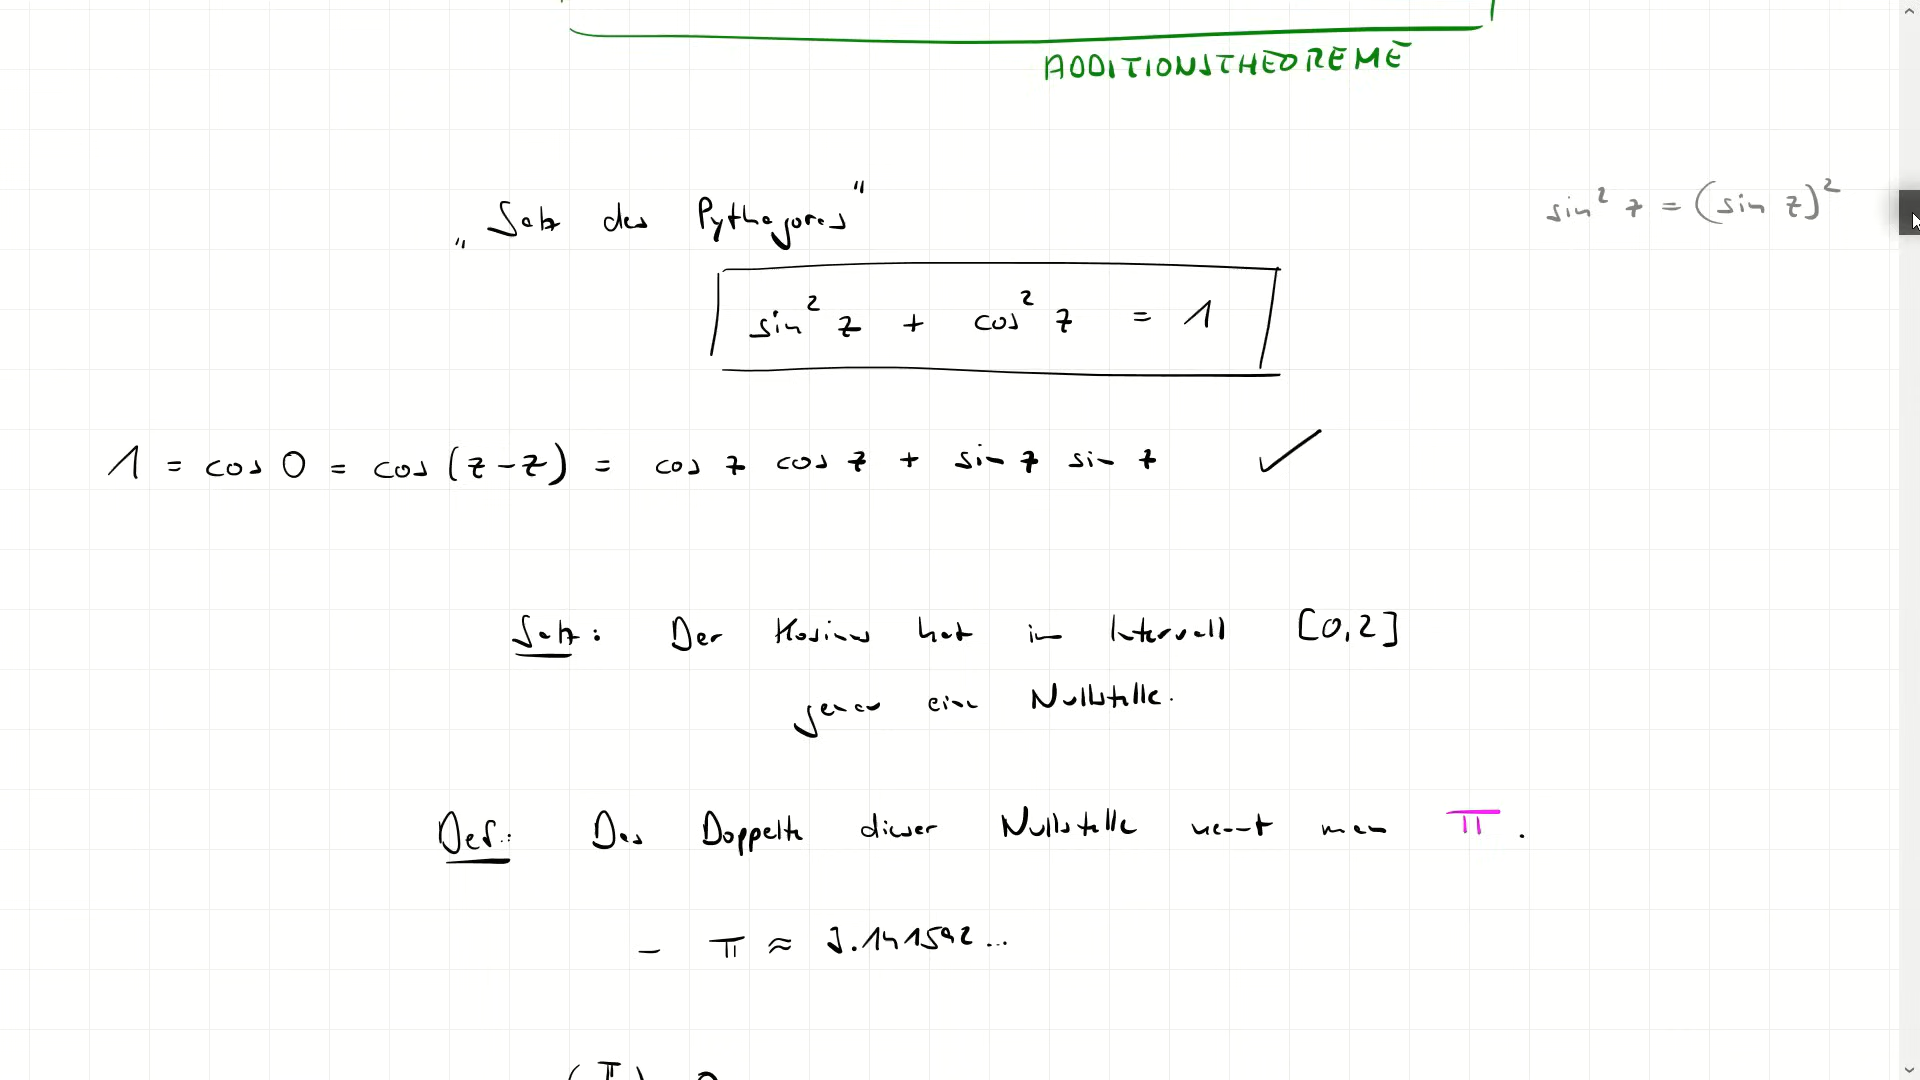 ADDITIONSTHEOREME
„Satz des Pythagoras"
sin² z = (sin z)²
sin² z + cos² z = 1
1 = cos 0 = cos (z-z) = cos z cos z + sin z sin z ✓
Satz: Der Kosinus hat im Intervall [0,2]
genau eine Nullstelle.
Def.: Das Doppelte dieser Nullstelle nennt man π.
- π ≈ 3.141592...